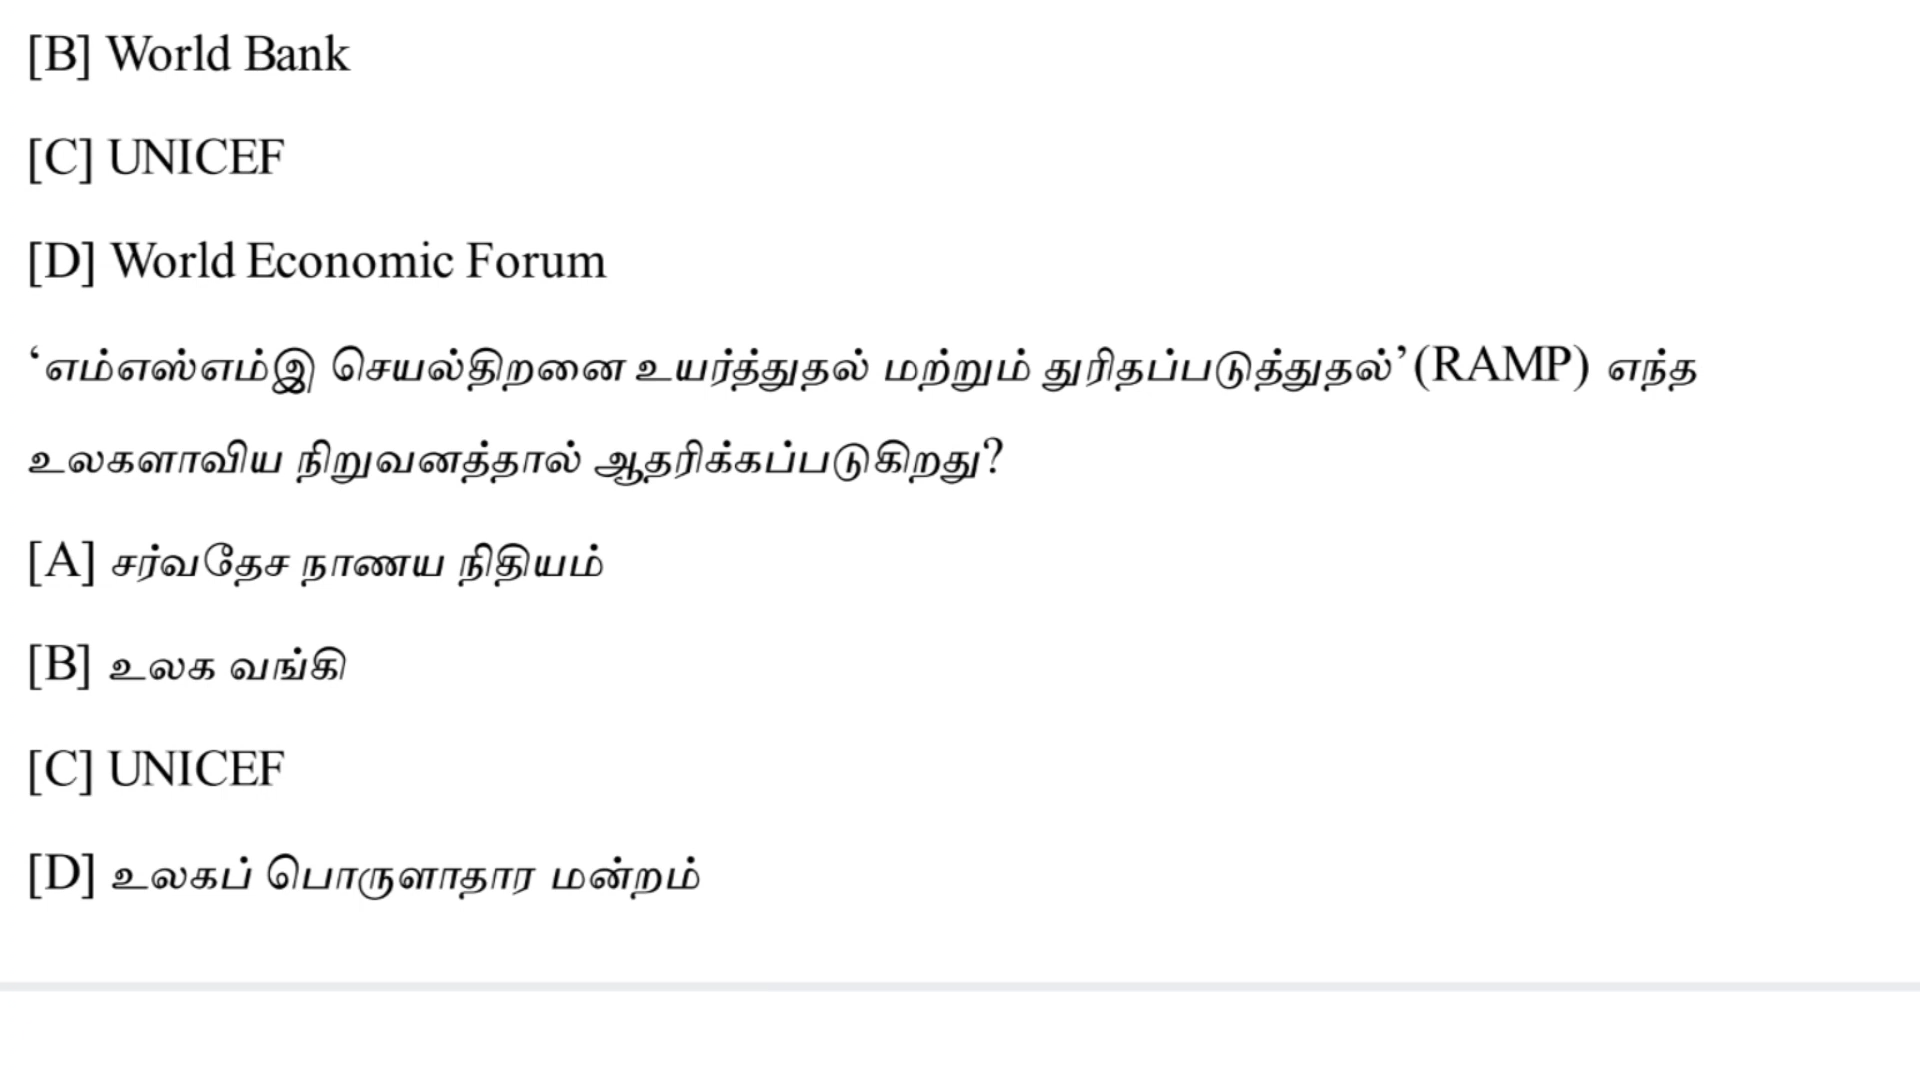 [B] World Bank
[C] UNICEF
[D] World Economic Forum
‘எம்எஸ்எம்இ செயல்திறனை உயர்த்துதல் மற்றும் துரிதப்படுத்துதல்’ (RAMP) எந்த
உலகளாவிய நிறுவனத்தால் ஆதரிக்கப்படுகிறது?
[A] சர்வதேச நாணய நிதியம்
[B] உலக வங்கி
[C] UNICEF
[D] உலகப் பொருளாதார மன்றம்